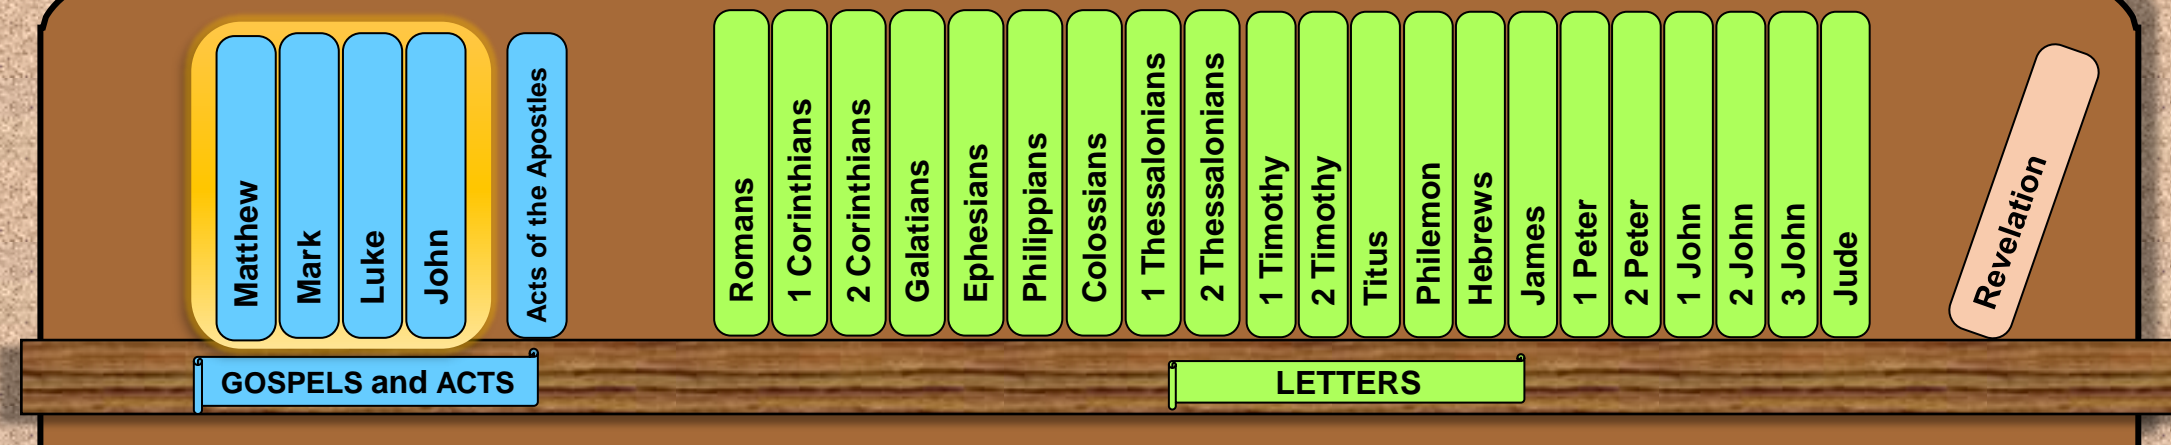 Matthew
Mark
Luke
John
Acts of the Apostles
Romans
1 Corinthians
2 Corinthians
Galatians
Ephesians
Philippians
Colossians
1 Thessalonians
2 Thessalonians
1 Timothy
2 Timothy
Titus
Philemon
Hebrews
James
1 Peter
2 Peter
1 John
2 John
3 John
Jude
Revelation
GOSPELS and ACTS
LETTERS